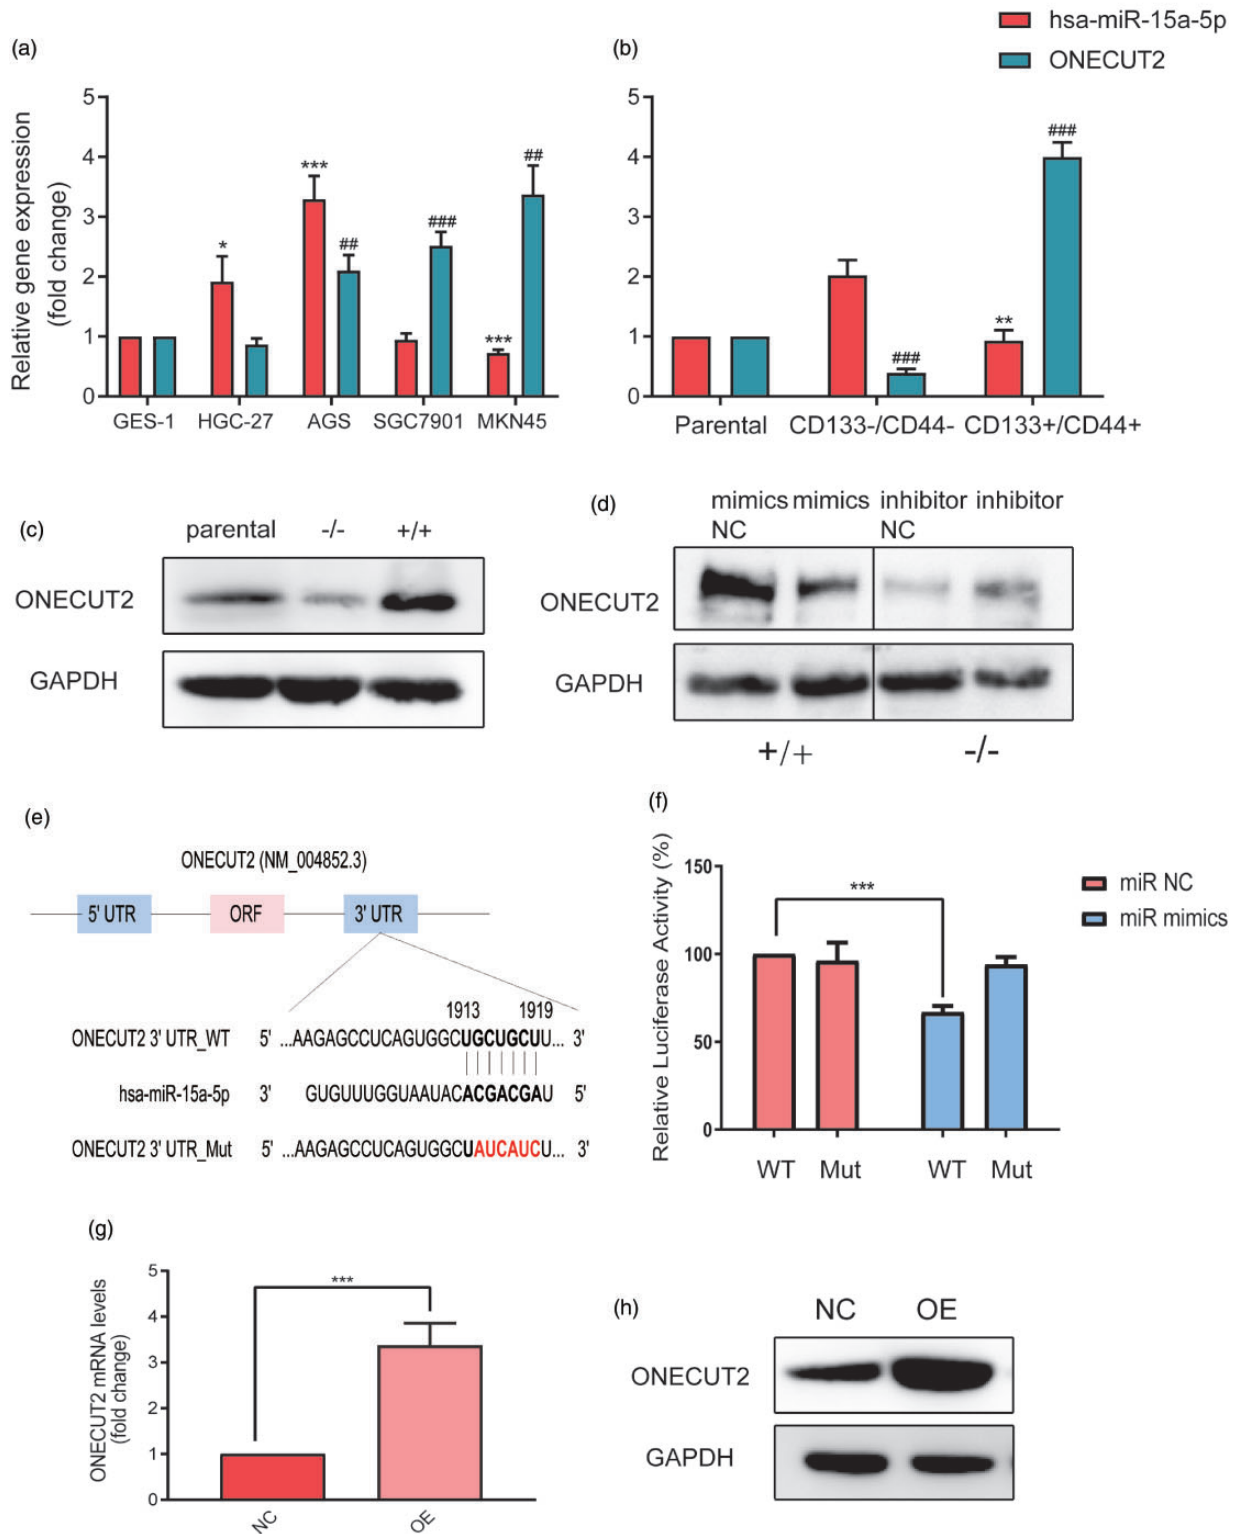 hsa-miR-15a-5p
ONECUT2
(a)
Relative gene expression
(fold change)
5
4
3
2
1
0
*
***
##
###
***
##
GES-1 HGC-27 AGS SGC7901 MKN45
(b)
5
4
3
2
1
0
###
**
###
Parental CD133-/CD44- CD133+/CD44+
(c)
parental -/- +/+
ONECUT2
GAPDH
(d)
mimics mimics inhibitor inhibitor
NC NC
ONECUT2
GAPDH
+/+ -/-
(e)
ONECUT2 (NM_004852.3)
5' UTR ORF 3' UTR
1913 1919
ONECUT2 3' UTR_WT 5' ...AAGAGCCUCAGUGGCUGCUGCUU... 3'
hsa-miR-15a-5p 3' GUGUUUGGUAAUACACGACGAU 5'
ONECUT2 3' UTR_Mut 5' ...AAGAGCCUCAGUGGCUAUCAUCU... 3'
(f)
Relative Luciferase Activity (%)
150
100
50
0
***
WT Mut WT Mut
miR NC
miR mimics
(g)
ONECUT2 mRNA levels
(fold change)
5
4
3
2
1
0
***
NC OE
(h)
NC OE
ONECUT2
GAPDH